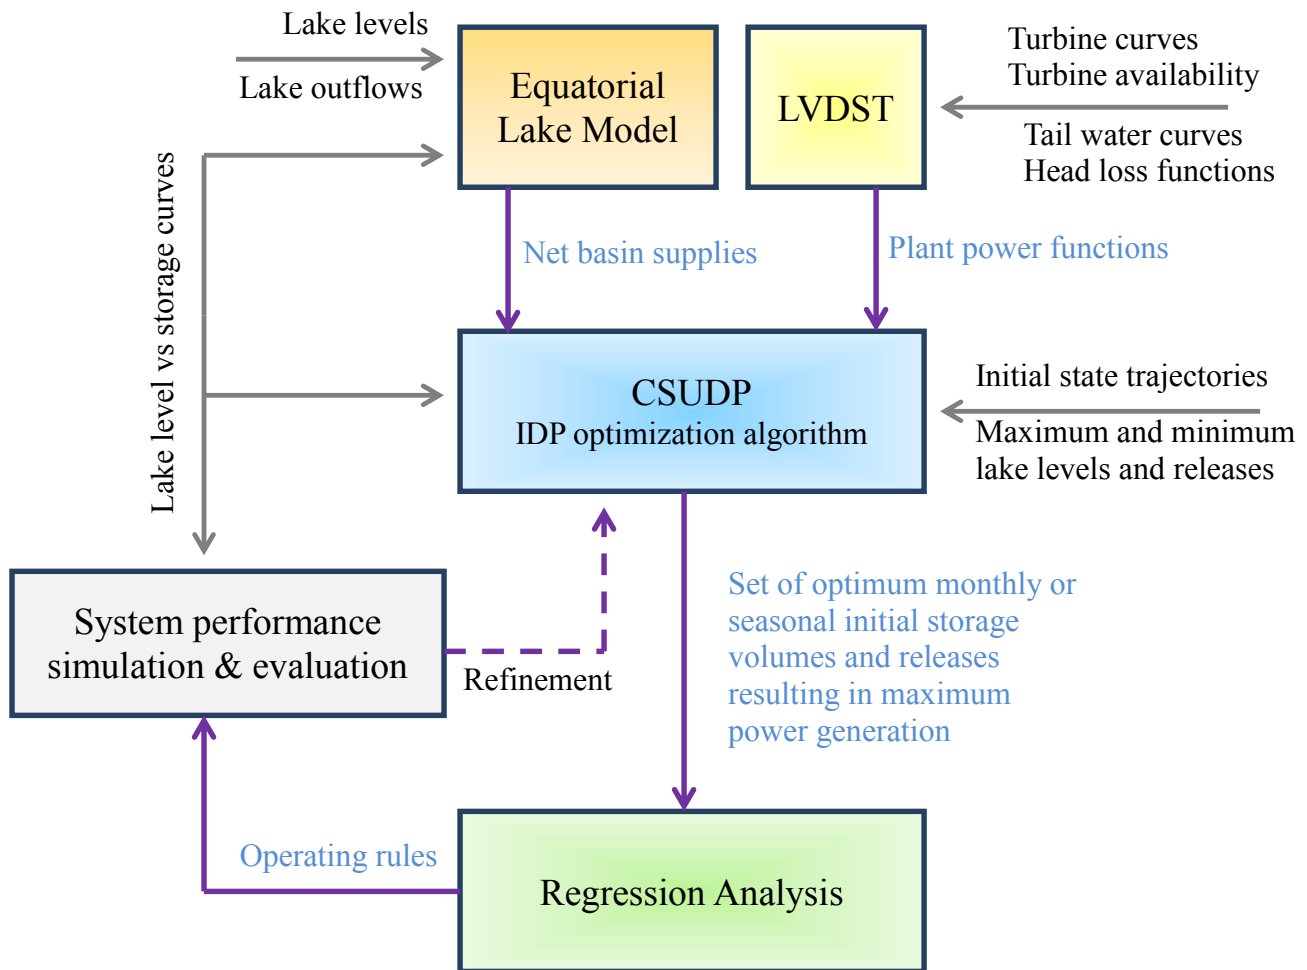 Lake levels
Lake outflows
Equatorial
Lake Model
LVDST
Turbine curves
Turbine availability
Tail water curves
Head loss functions
Lake level vs storage curves
Net basin supplies
Plant power functions
CSUDP
IDP optimization algorithm
Initial state trajectories
Maximum and minimum
lake levels and releases
System performance
simulation & evaluation
Refinement
Set of optimum monthly or
seasonal initial storage
volumes and releases
resulting in maximum
power generation
Operating rules
Regression Analysis